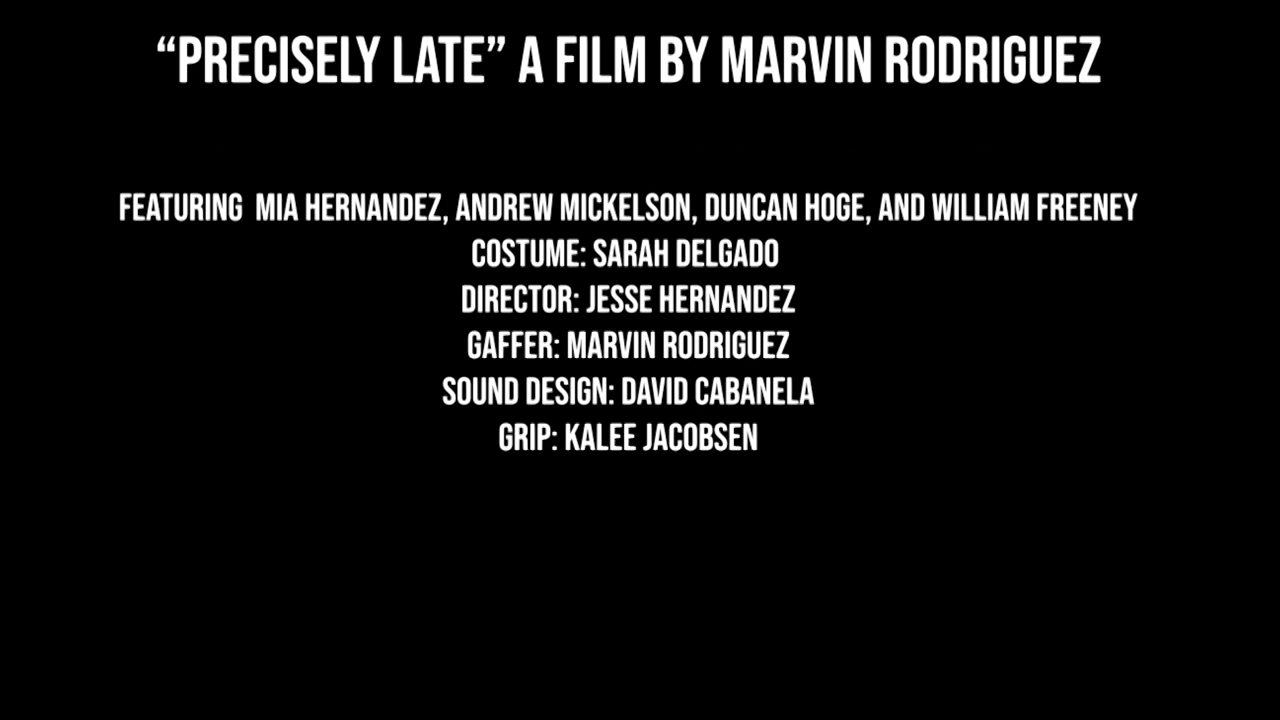 “PRECISELY LATE” A FILM BY MARVIN RODRIGUEZ
FEATURING  MIA HERNANDEZ, ANDREW MICKELSON, DUNCAN HOGE, AND WILLIAM FREENEY
COSTUME: SARAH DELGADO
DIRECTOR: JESSE HERNANDEZ
GAFFER: MARVIN RODRIGUEZ
SOUND DESIGN: DAVID CABANELA
GRIP: KALEE JACOBSEN